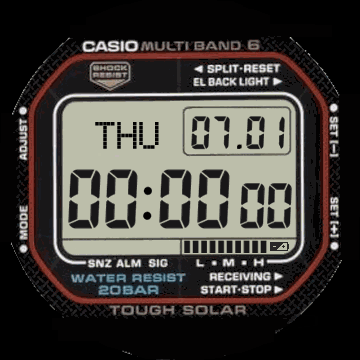 CASIO MULTI BAND 6
SHOCK RESIST
◄ SPLIT-RESET
EL BACK LIGHT ►
ADJUST
MODE
SET [−]
SET [+]
THU 07.01
00:00 00
SNZ ALM SIG L • M • H
WATER RESIST
20BAR
RECEIVING ►
START-STOP ►
TOUGH SOLAR